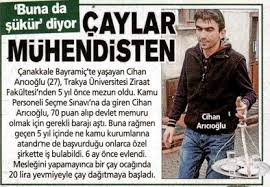 'Buna da
şükür' diyor
ÇAYLAR
MÜHENDİSTEN
Çanakkale Bayramiç'te yaşayan Cihan
Arıcıoğlu (27), Trakya Üniversitesi Ziraat
Fakültesi'nden 5 yıl önce mezun oldu. Kamu
Personeli Seçme Sınavı'na da giren Cihan
Arıcıoğlu, 70 puan alıp devlet memuru
olmak için gerekli barajı aştı. Buna rağmen
geçen 5 yıl içinde ne kamu kurumlarına
atandı'ne de başvurduğu onlarca özel
şirkette iş bulabildi. 6 ay önce evlendi.
Mesleğini yapamayınca bir çay ocağında
20 lira yevmiyeyle çay dağıtmaya başladı.
Cihan
Arıcıoğlu